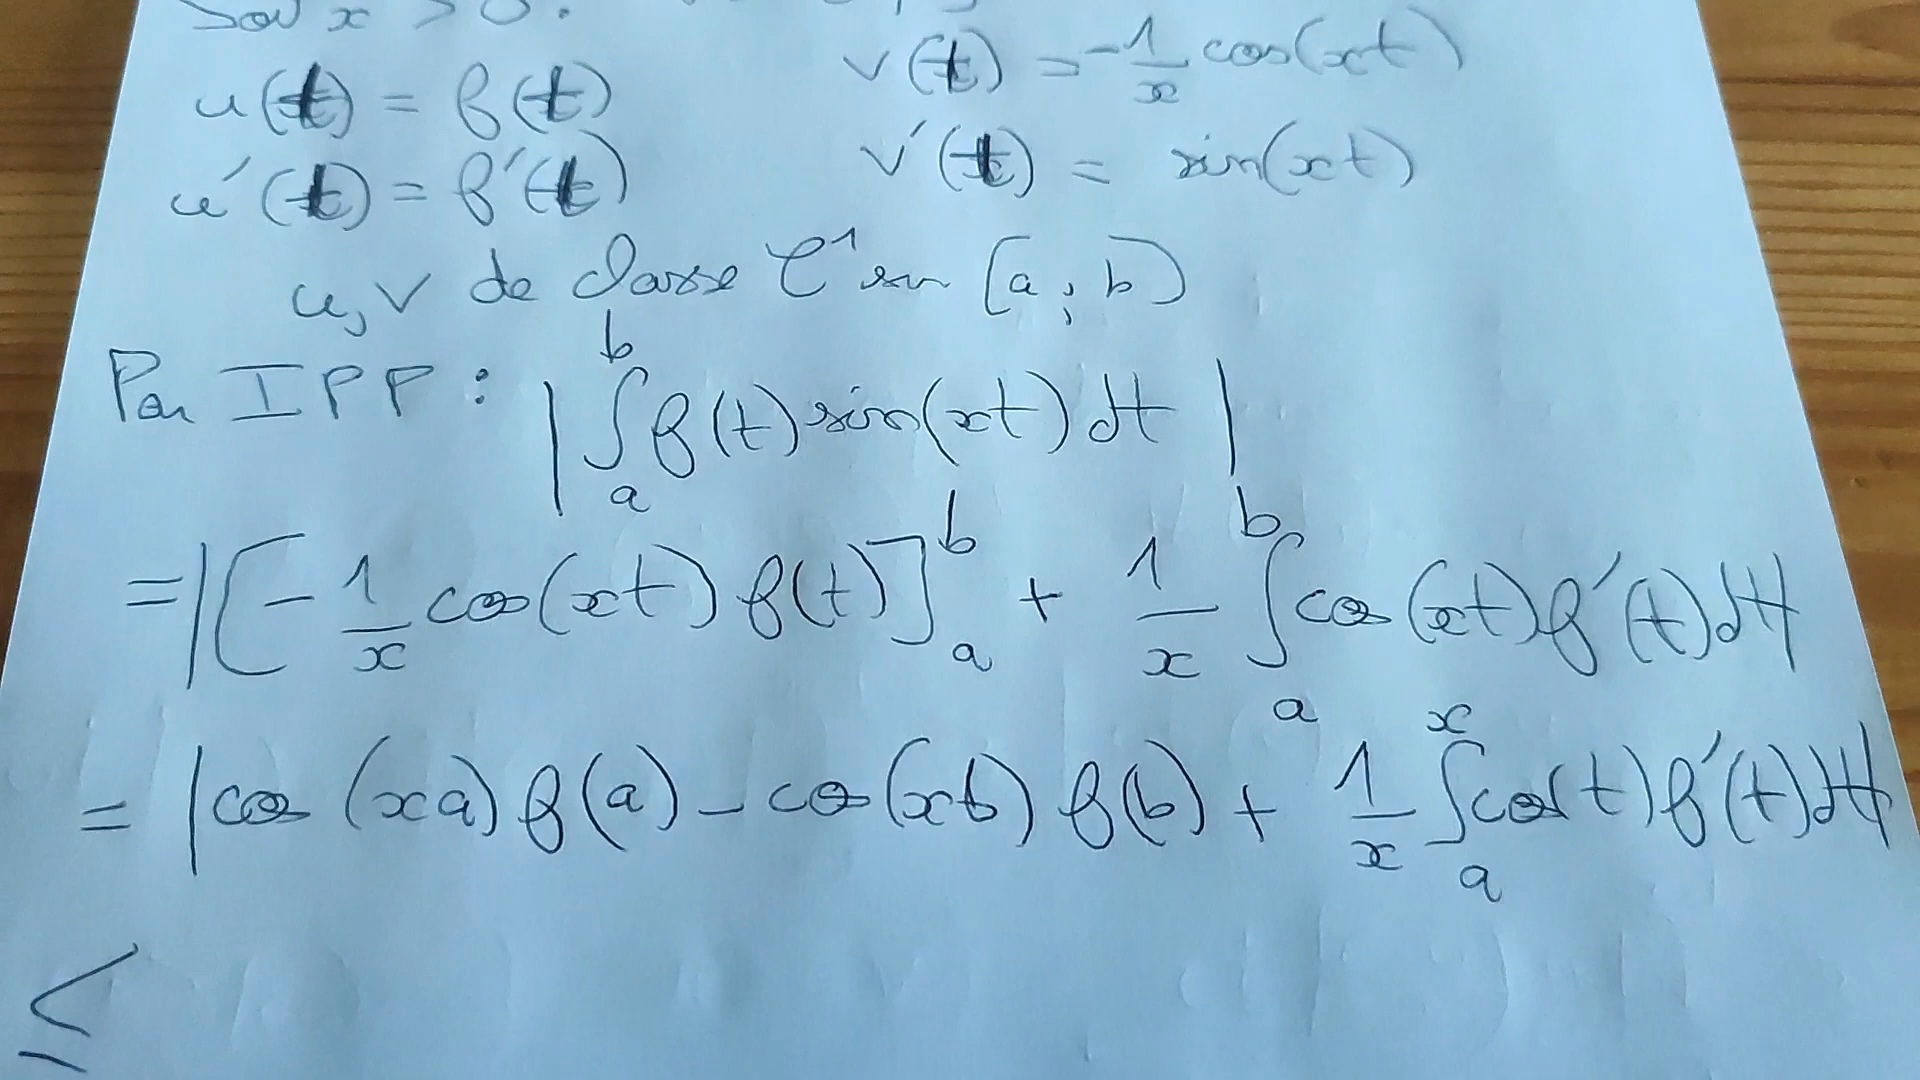 Soit x > 0.
u(t) = f(t)    v(t) = -1/x cos(xt)
u'(t) = f'(t)    v'(t) = sin(xt)
u, v de classe C¹ sur [a ; b]
Par IPP : |∫_a^b f(t) sin(xt) dt|
= |[-1/x cos(xt) f(t)]_a^b + 1/x ∫_a^b cos(xt) f'(t) dt|
= |cos(xa) f(a) - cos(xb) f(b) + 1/x ∫_a^x cos(t) f'(t) dt|
≤